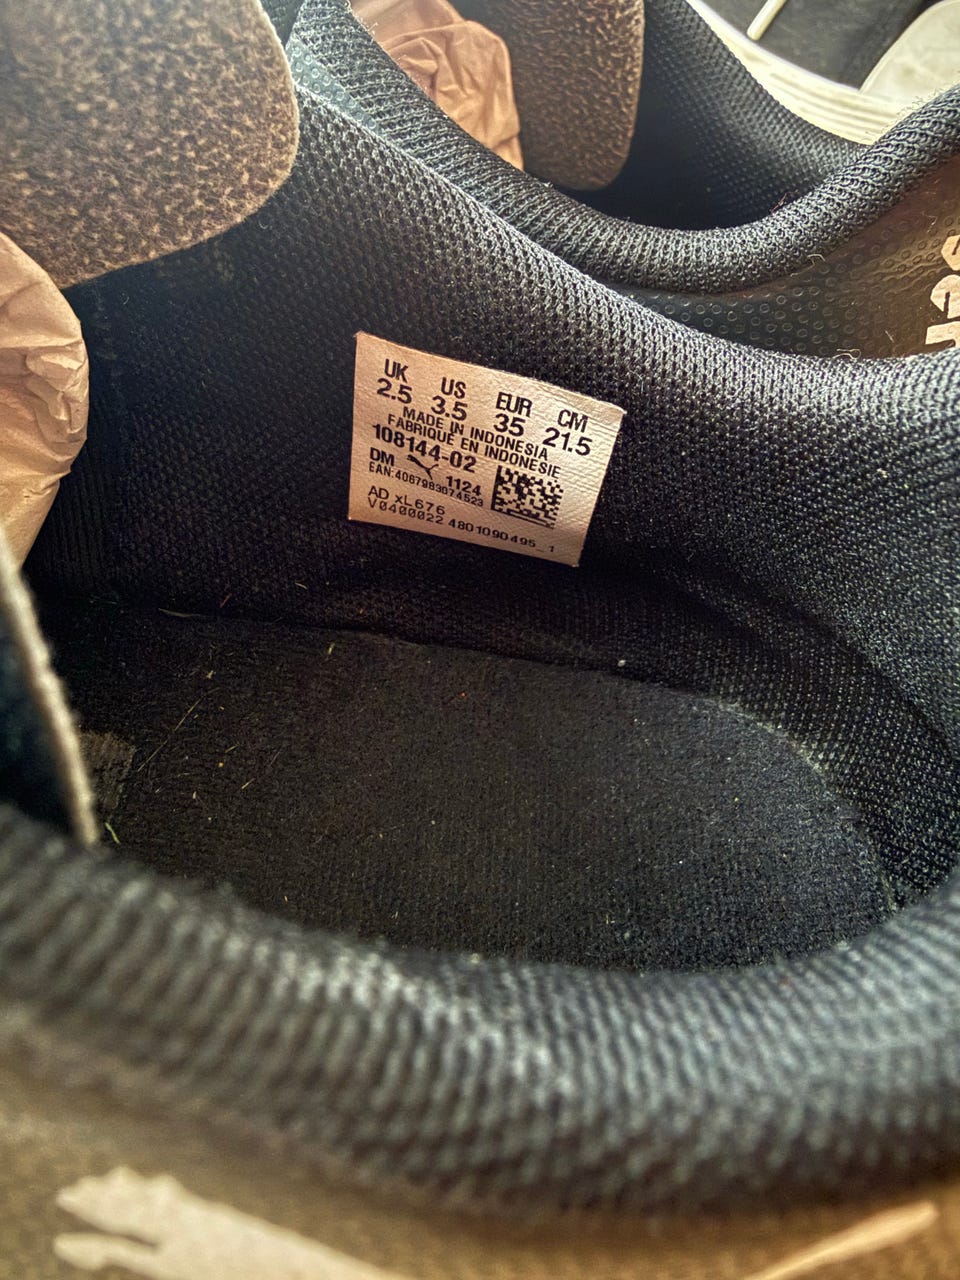 UK US EUR CM
2.5 3.5 35 21.5
MADE IN INDONESIA
FABRIQUÉ EN INDONESIE
108144-02
DM 1124
EAN:4067983074523
AD xL676
V0400022 4801090495_1